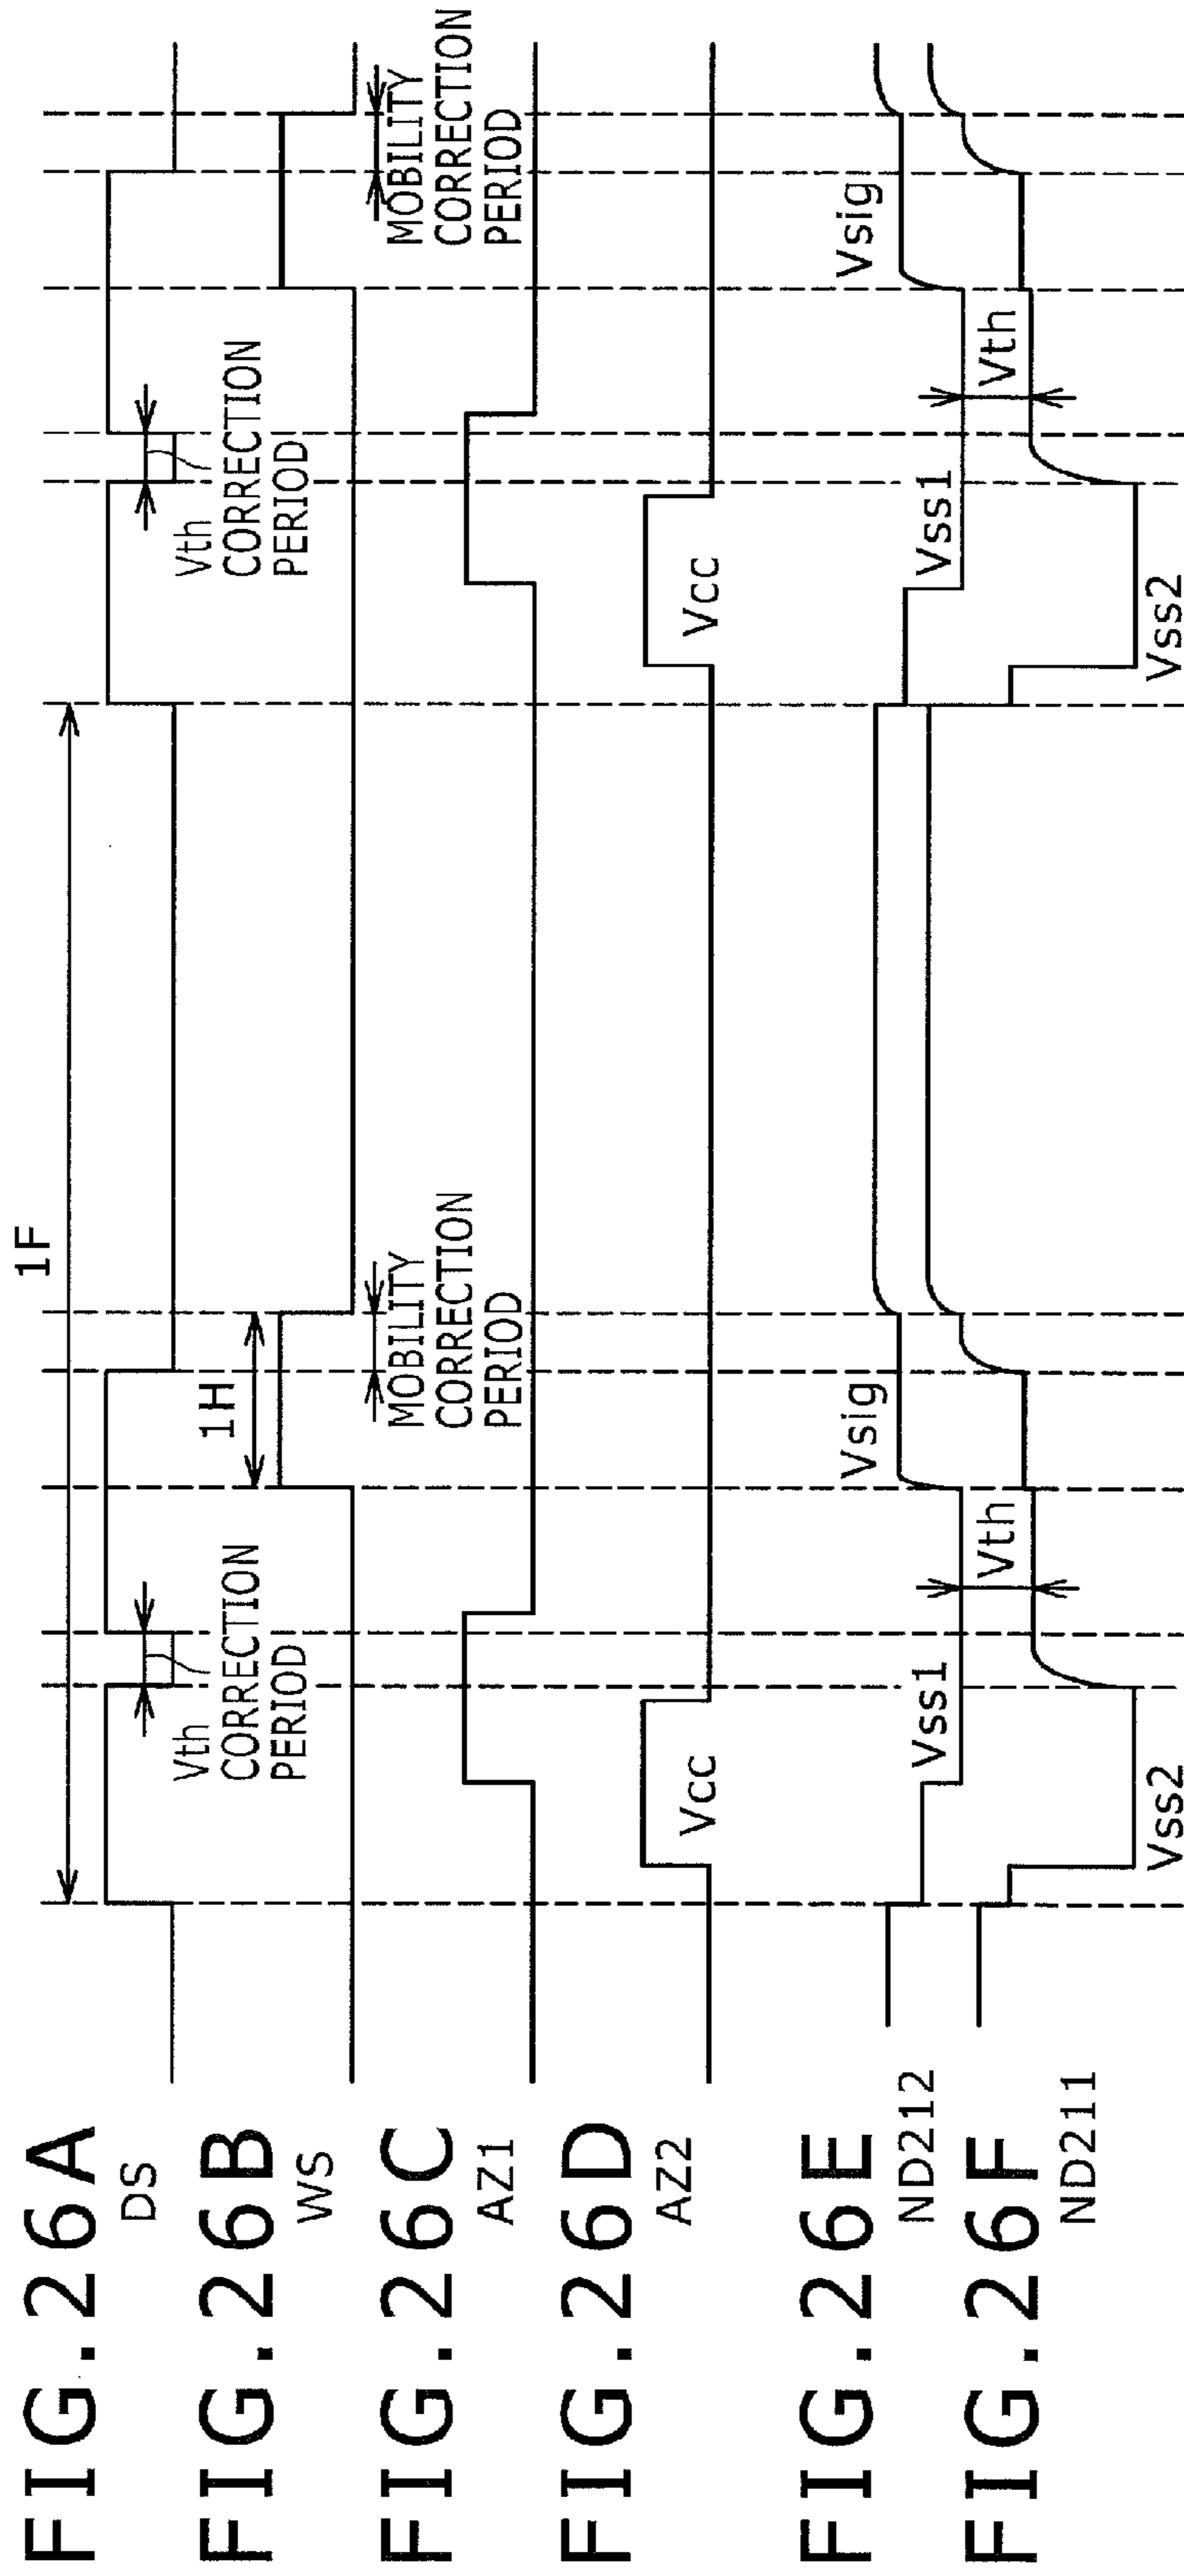 FIG.26A
DS
1F
Vth
CORRECTION
PERIOD
Vth
CORRECTION
PERIOD
FIG.26B
WS
1H
MOBILITY
CORRECTION
PERIOD
MOBILITY
CORRECTION
PERIOD
FIG.26C
AZ1
FIG.26D
AZ2
Vcc
Vcc
FIG.26E
ND212
Vss1
Vsig
Vss1
Vsig
FIG.26F
ND211
Vss2
Vth
Vss2
Vth